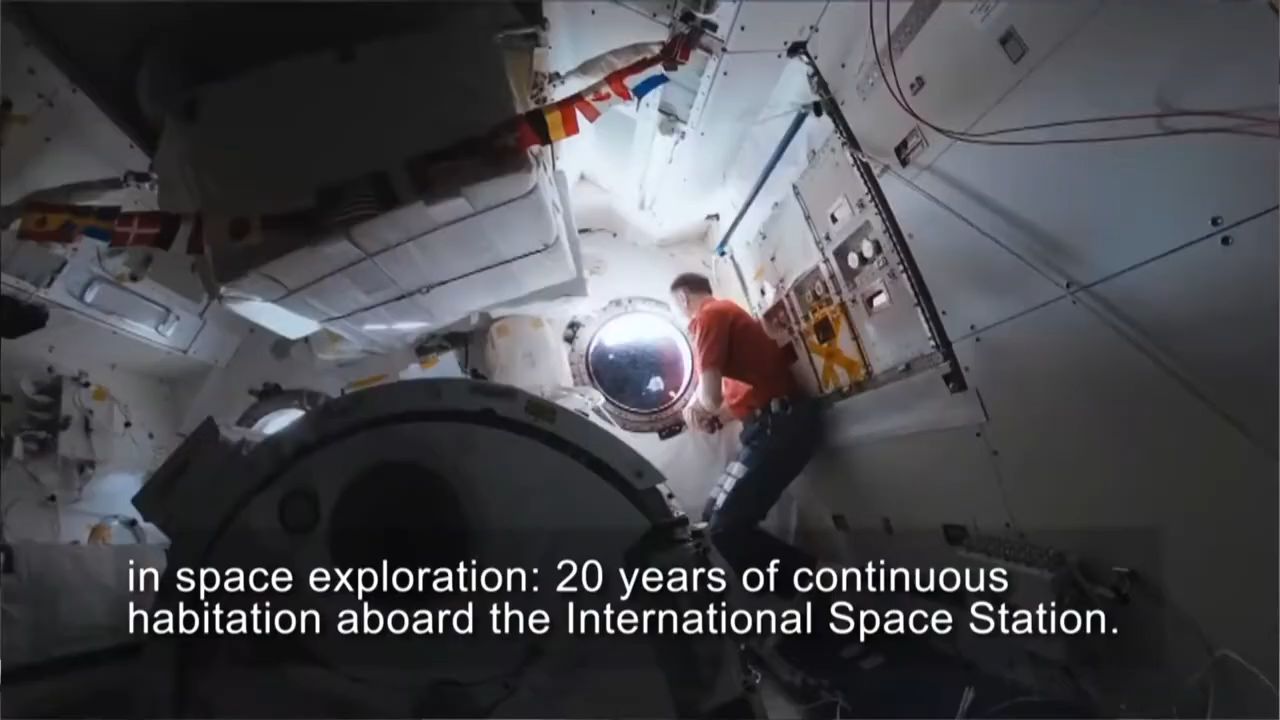 in space exploration: 20 years of continuous
habitation aboard the International Space Station.